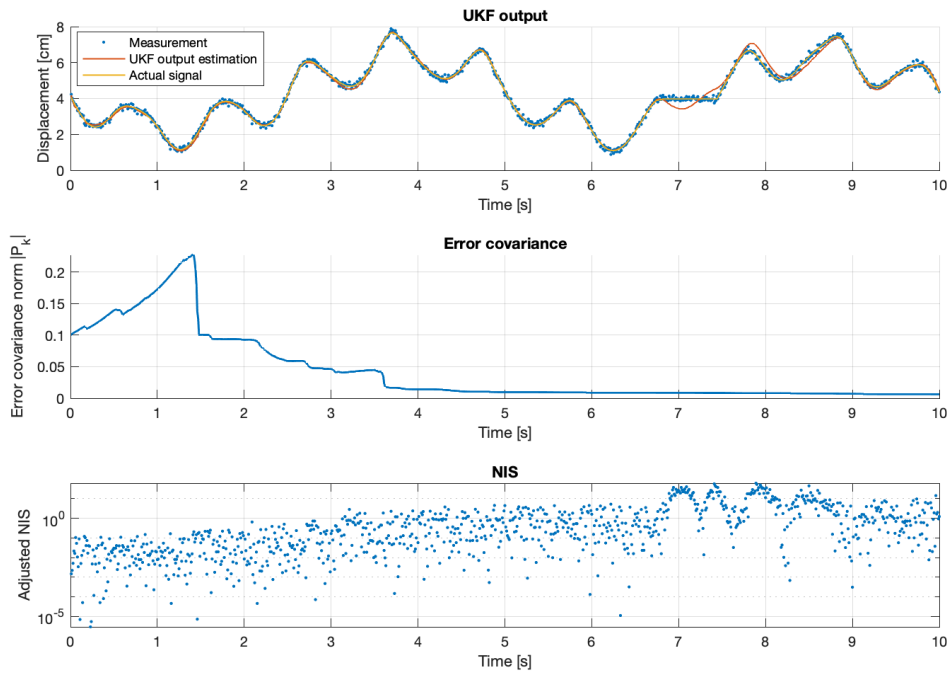 UKF output
Displacement [cm]
8
6
4
2
0
Measurement
UKF output estimation
Actual signal
0 1 2 3 4 5 6 7 8 9 10
Time [s]
Error covariance
Error covariance norm |P_k|
0.2
0.15
0.1
0.05
0
0 1 2 3 4 5 6 7 8 9 10
Time [s]
NIS
Adjusted NIS
10^0
10^-5
0 1 2 3 4 5 6 7 8 9 10
Time [s]